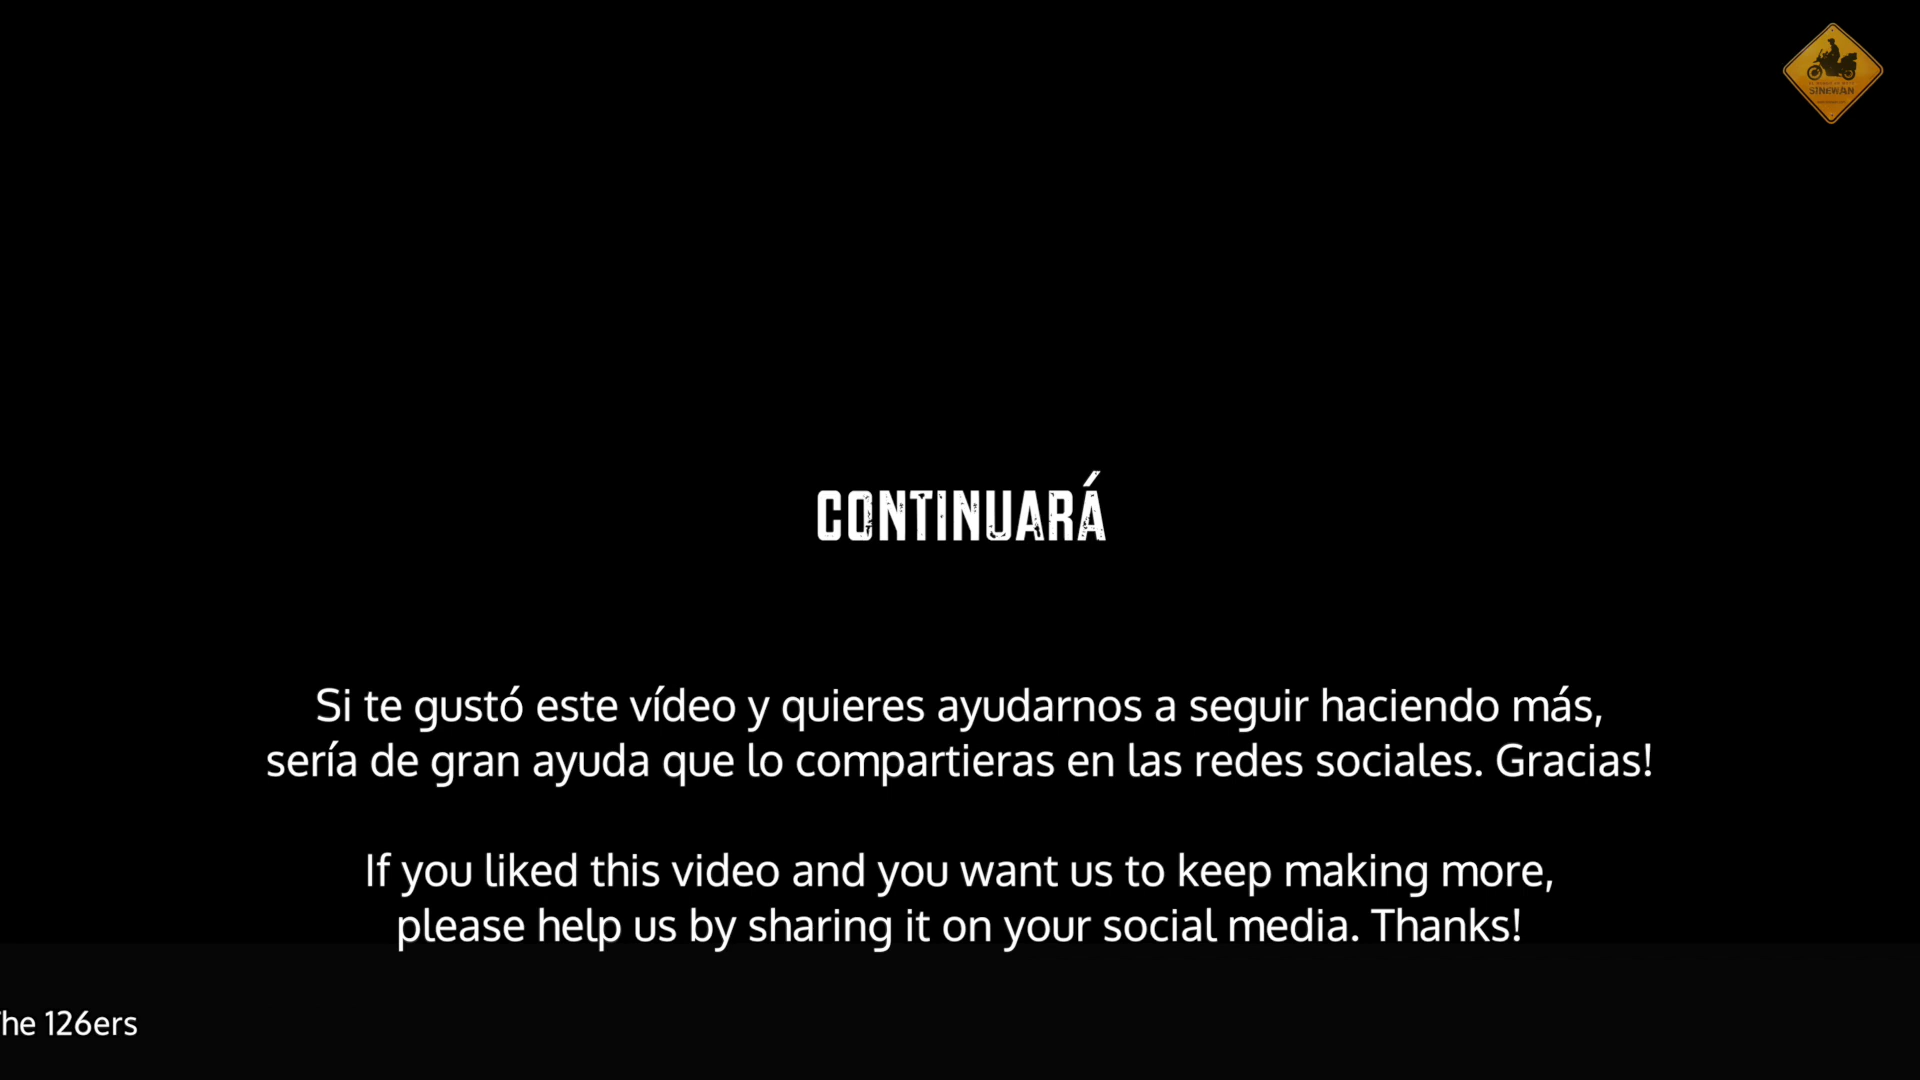 SINEWAN
CONTINUARÁ
Si te gustó este vídeo y quieres ayudarnos a seguir haciendo más,
sería de gran ayuda que lo compartieras en las redes sociales. Gracias!
If you liked this video and you want us to keep making more,
please help us by sharing it on your social media. Thanks!
he 126ers